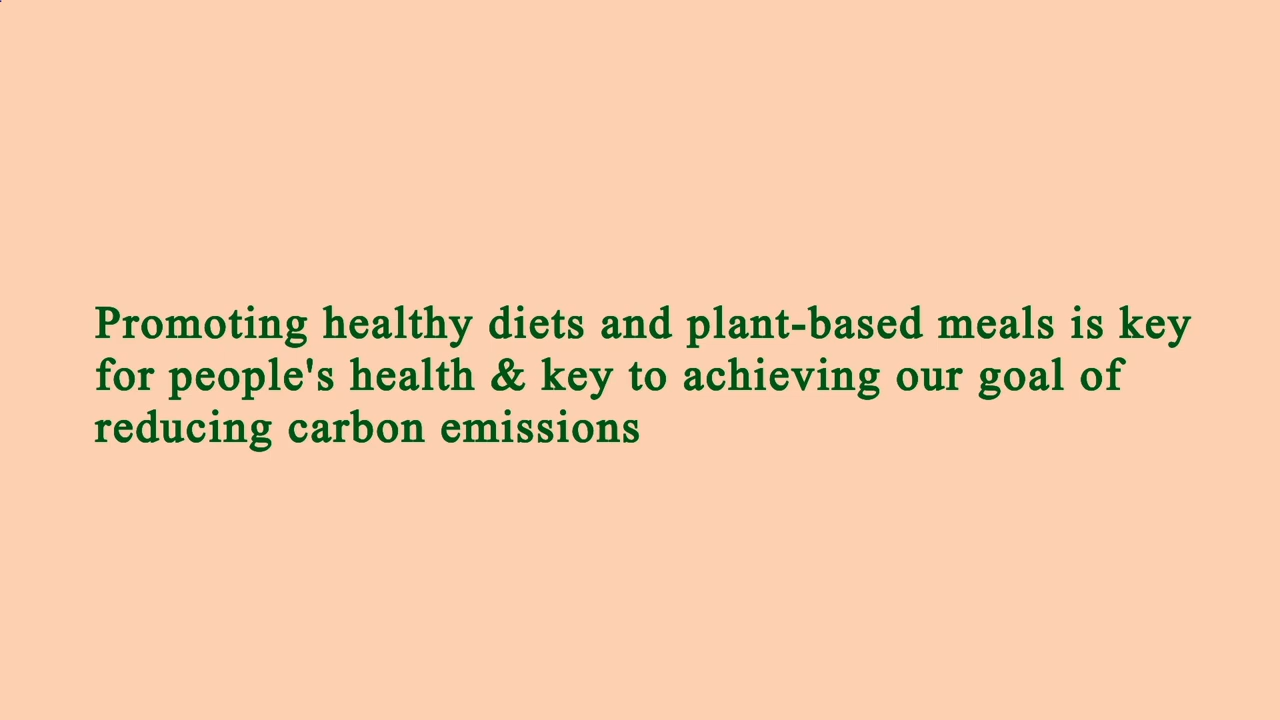 Promoting healthy diets and plant-based meals is key
for people's health & key to achieving our goal of
reducing carbon emissions